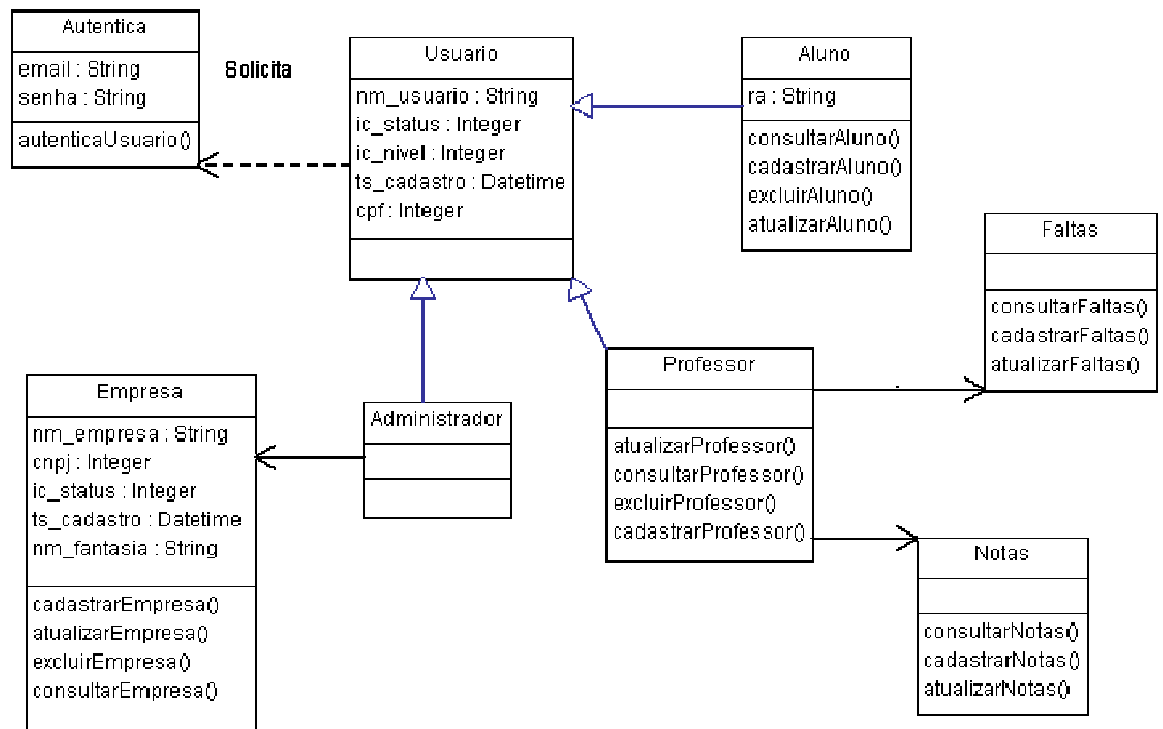 Autentica
email : String
senha : String
autenticaUsuario()
Solicita
Usuario
nm_usuario : String
ic_status : Integer
ic_nivel : Integer
ts_cadastro : Datetime
cpf : Integer
Aluno
ra : String
consultarAluno()
cadastrarAluno()
excluirAluno()
atualizarAluno()
Faltas
consultarFaltas()
cadastrarFaltas()
atualizarFaltas()
Professor
atualizarProfessor()
consultarProfessor()
excluirProfessor()
cadastrarProfessor()
Empresa
nm_empresa : String
cnpj : Integer
ic_status : Integer
ts_cadastro : Datetime
nm_fantasia : String
cadastrarEmpresa()
atualizarEmpresa()
excluirEmpresa()
consultarEmpresa()
Administrador
Notas
consultarNotas()
cadastrarNotas()
atualizarNotas()